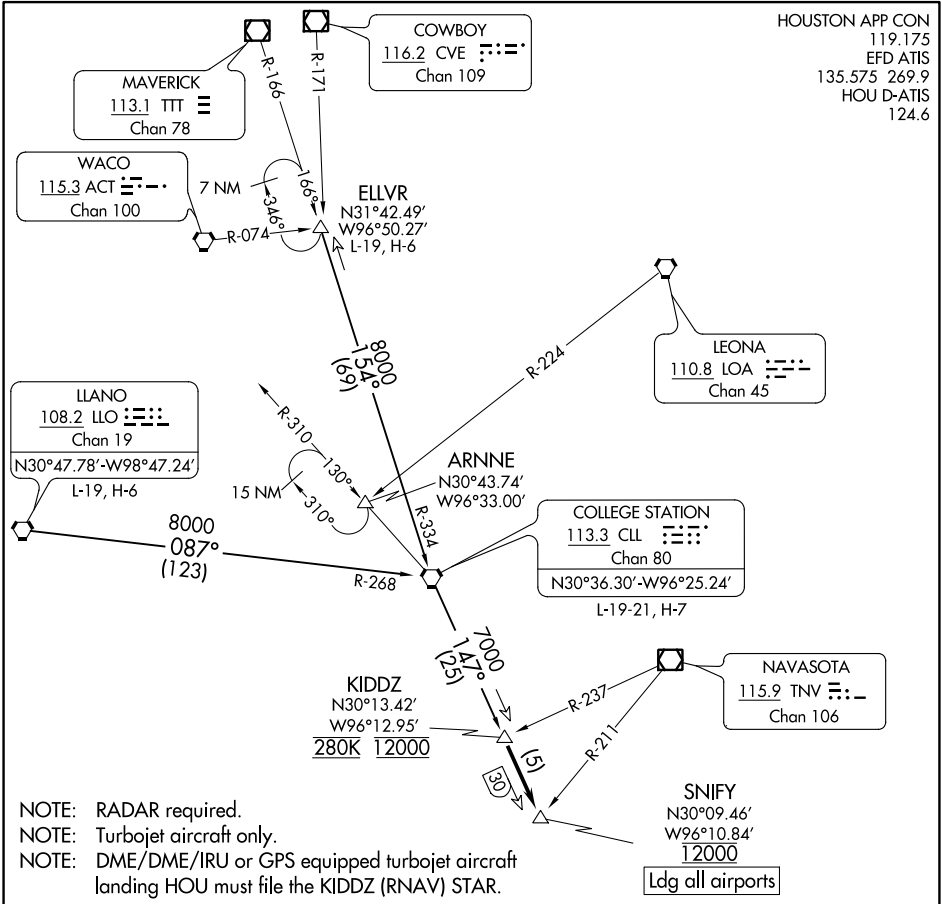 HOUSTON APP CON
119.175
EFD ATIS
135.575 269.9
HOU D-ATIS
124.6
COWBOY
116.2 CVE
Chan 109
MAVERICK
113.1 TTT
Chan 78
R-166
R-171
WACO
115.3 ACT
Chan 100
7 NM
166°
346°
R-074
ELLVR
N31°42.49'
W96°50.27'
L-19, H-6
8000
154°
(69)
R-224
LEONA
110.8 LOA
Chan 45
LLANO
108.2 LLO
Chan 19
N30°47.78'-W98°47.24'
L-19, H-6
R-310
130°
310°
15 NM
ARNNE
N30°43.74'
W96°33.00'
R-334
8000
087°
(123)
R-268
COLLEGE STATION
113.3 CLL
Chan 80
N30°36.30'-W96°25.24'
L-19-21, H-7
7000
147°
(25)
NAVASOTA
115.9 TNV
Chan 106
R-237
R-211
KIDDZ
N30°13.42'
W96°12.95'
280K 12000
(5)
30
SNIFY
N30°09.46'
W96°10.84'
12000
Ldg all airports
NOTE: RADAR required.
NOTE: Turbojet aircraft only.
NOTE: DME/DME/IRU or GPS equipped turbojet aircraft
landing HOU must file the KIDDZ (RNAV) STAR.